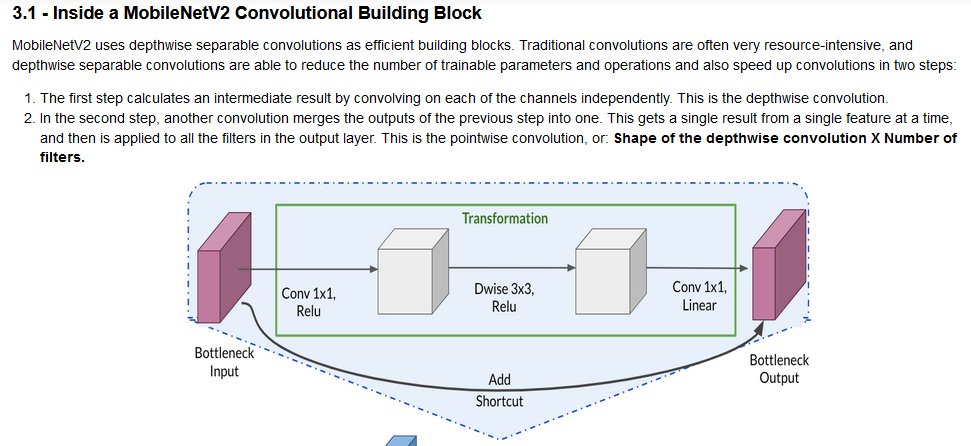 3.1 - Inside a MobileNetV2 Convolutional Building Block
MobileNetV2 uses depthwise separable convolutions as efficient building blocks. Traditional convolutions are often very resource-intensive, and
depthwise separable convolutions are able to reduce the number of trainable parameters and operations and also speed up convolutions in two steps:
1. The first step calculates an intermediate result by convolving on each of the channels independently. This is the depthwise convolution.
2. In the second step, another convolution merges the outputs of the previous step into one. This gets a single result from a single feature at a time,
and then is applied to all the filters in the output layer. This is the pointwise convolution, or: Shape of the depthwise convolution X Number of
filters.
Transformation
Conv 1x1,
Relu
Dwise 3x3,
Relu
Conv 1x1,
Linear
Bottleneck
Input
Bottleneck
Output
Add
Shortcut